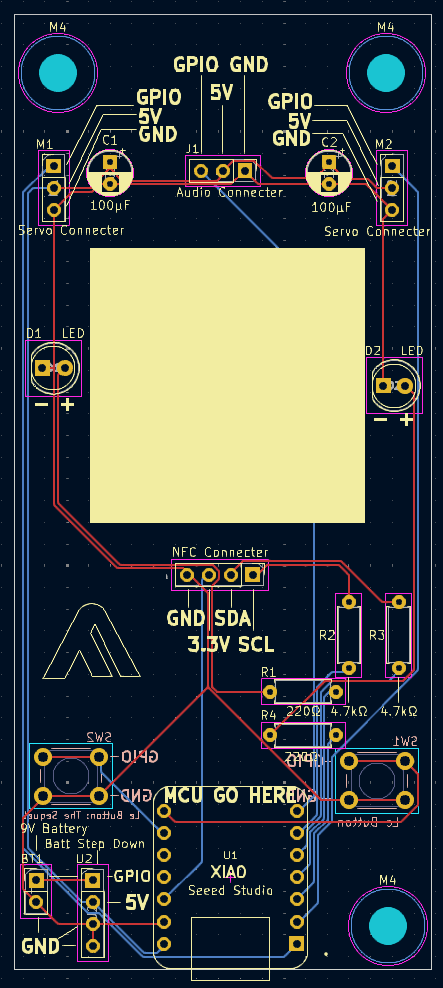 M4
M4
GPIO GND
5V
GPIO
5V
GND
GPIO
5V
GND
M1
C1
+
J1
C2
+
M2
Audio Connecter
100µF
100µF
Servo Connecter
Servo Connecter
D1
LED
D2
LED
- +
- +
NFC Connecter
GND SDA
3.3V SCL
R2
R3
R1
220Ω
4.7kΩ
4.7kΩ
R4
220Ω
SW2
GPIO
GND
Le Button: The Sequel
GPIO
GND
SW1
Le Button
MCU GO HERE
9V Battery
Batt Step Down
BT1
U2
GPIO
5V
GND
U1
XIAO
Seeed Studio
M4